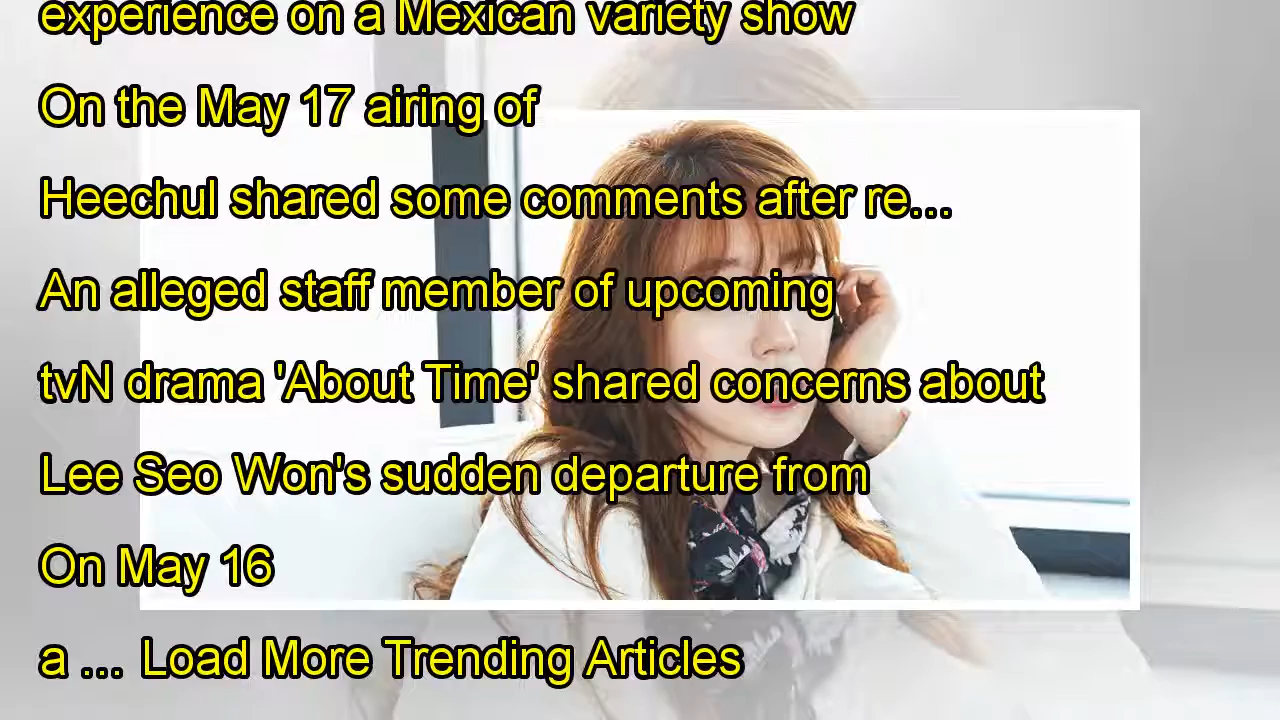 experience on a Mexican variety show
On the May 17 airing of
Heechul shared some comments after re...
An alleged staff member of upcoming
tvN drama 'About Time' shared concerns about
Lee Seo Won's sudden departure from
On May 16
a ... Load More Trending Articles